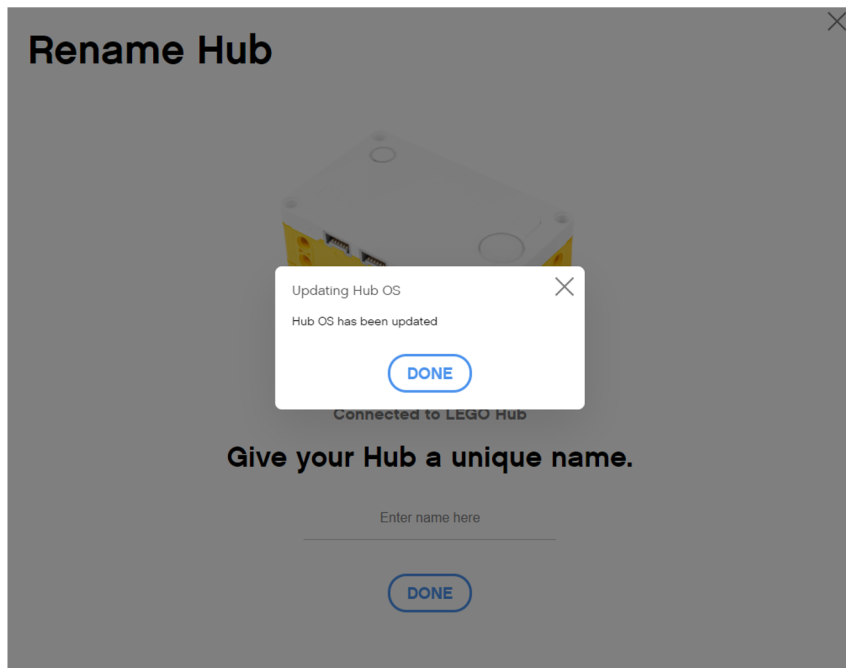 Rename Hub
Updating Hub OS
Hub OS has been updated
DONE
Connected to LEGO Hub
Give your Hub a unique name.
Enter name here
DONE